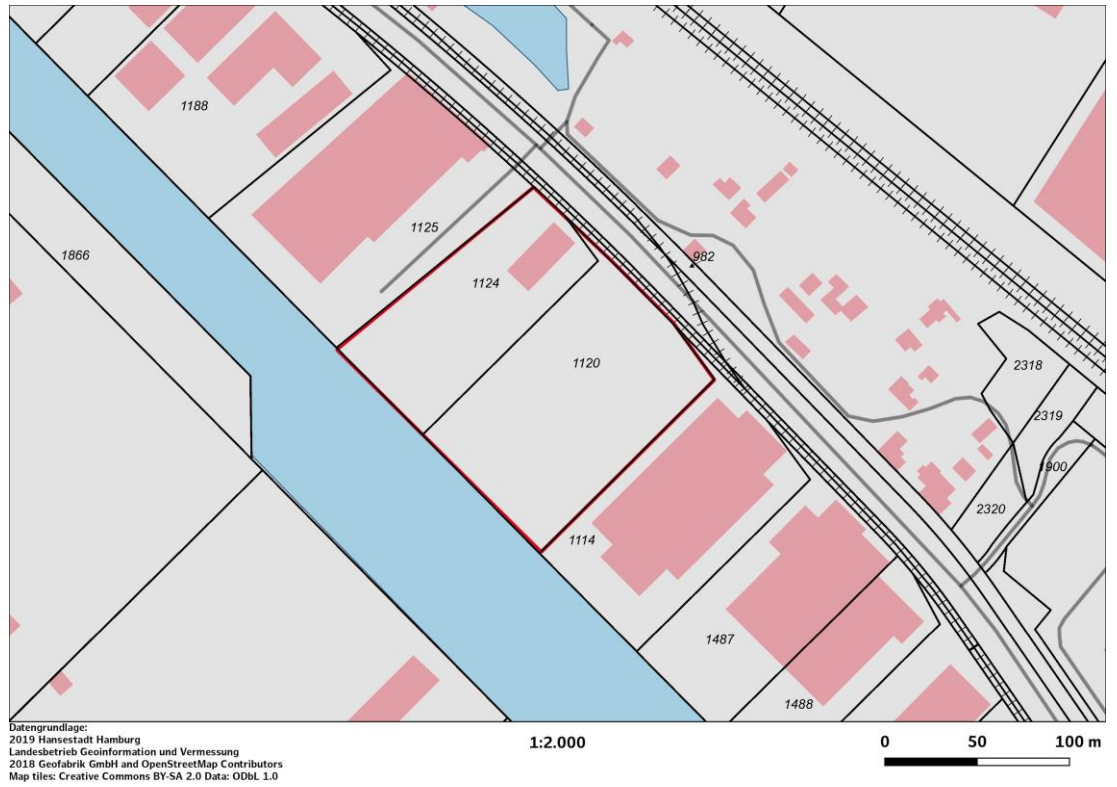 1188
1125
1866
982
1124
1120
2318
2319
1900
2320
1114
1487
1488
Datengrundlage:
2019 Hansestadt Hamburg
Landesbetrieb Geoinformation und Vermessung
2018 Geofabrik GmbH and OpenStreetMap Contributors
Map tiles: Creative Commons BY-SA 2.0 Data: ODbL 1.0
1:2.000
0 50 100 m